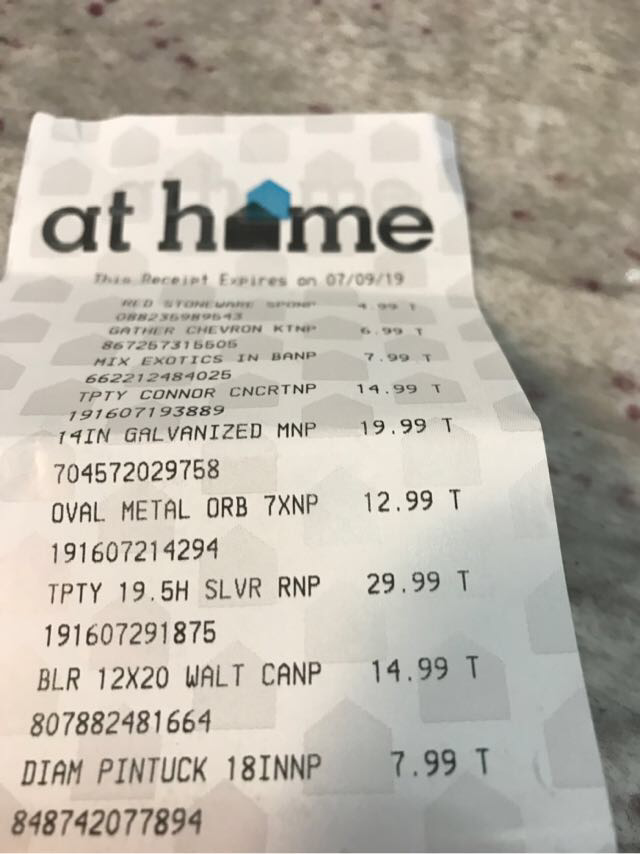 at home
This Receipt Expires on 07/09/19
RED STONEWARE SPONP 4.99 T
088235989543
GATHER CHEVRON KTNP 6.99 T
867257315605
MIX EXOTICS IN BANP 7.99 T
662212484025
TPTY CONNOR CNCRTNP 14.99 T
191607193889
14IN GALVANIZED MNP 19.99 T
704572029758
OVAL METAL ORB 7XNP 12.99 T
191607214294
TPTY 19.5H SLVR RNP 29.99 T
191607291875
BLR 12X20 WALT CANP 14.99 T
807882481664
DIAM PINTUCK 18INNP 7.99 T
848742077894